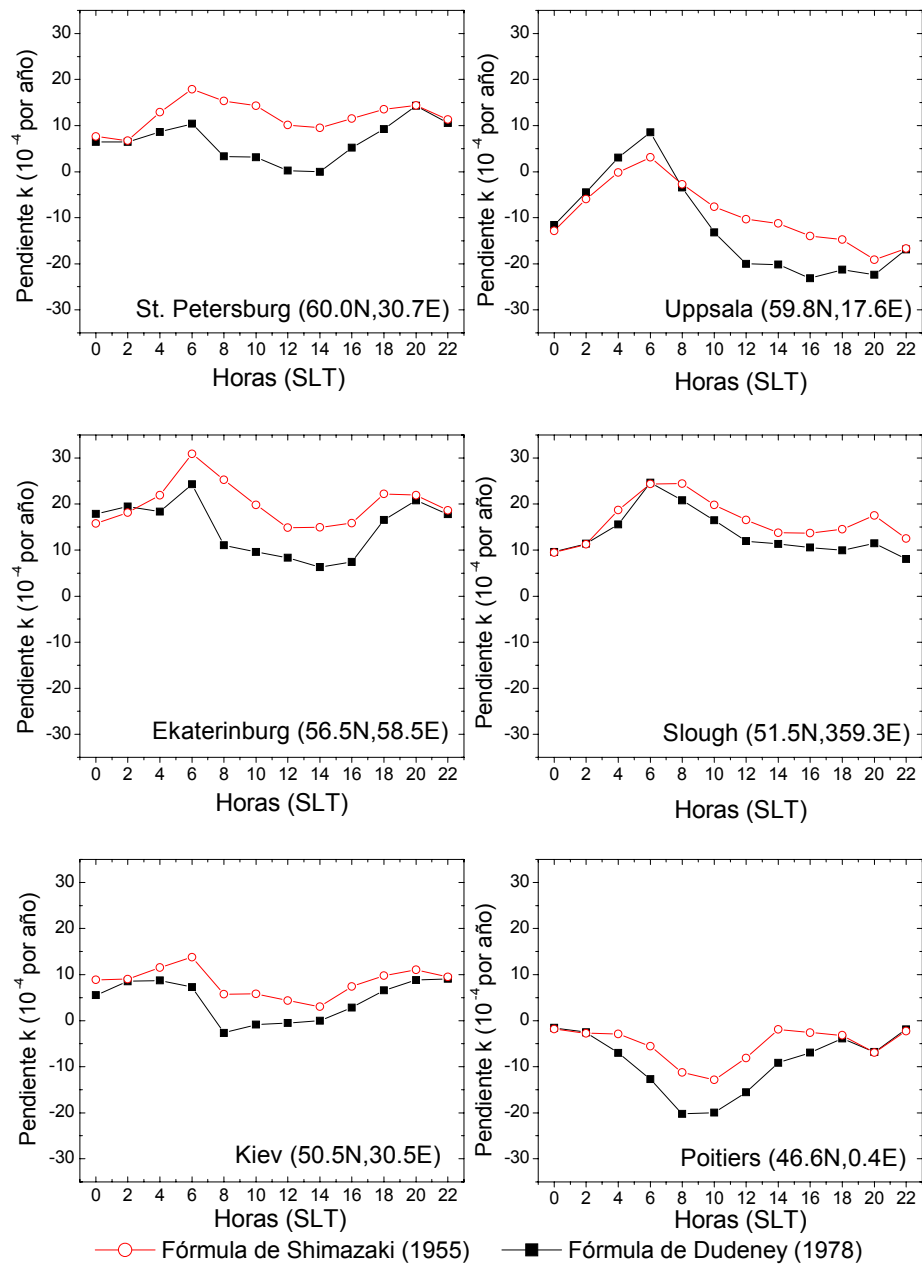 30
20
10
0
-10
-20
-30
Pendiente k (10⁻⁴ por año)
St. Petersburg (60.0N,30.7E)
0 2 4 6 8 10 12 14 16 18 20 22
Horas (SLT)
30
20
10
0
-10
-20
-30
Pendiente k (10⁻⁴ por año)
Uppsala (59.8N,17.6E)
0 2 4 6 8 10 12 14 16 18 20 22
Horas (SLT)
30
20
10
0
-10
-20
-30
Pendiente k (10⁻⁴ por año)
Ekaterinburg (56.5N,58.5E)
0 2 4 6 8 10 12 14 16 18 20 22
Horas (SLT)
30
20
10
0
-10
-20
-30
Pendiente k (10⁻⁴ por año)
Slough (51.5N,359.3E)
0 2 4 6 8 10 12 14 16 18 20 22
Horas (SLT)
30
20
10
0
-10
-20
-30
Pendiente k (10⁻⁴ por año)
Kiev (50.5N,30.5E)
0 2 4 6 8 10 12 14 16 18 20 22
Horas (SLT)
30
20
10
0
-10
-20
-30
Pendiente k (10⁻⁴ por año)
Poitiers (46.6N,0.4E)
0 2 4 6 8 10 12 14 16 18 20 22
Horas (SLT)
Fórmula de Shimazaki (1955)
Fórmula de Dudeney (1978)